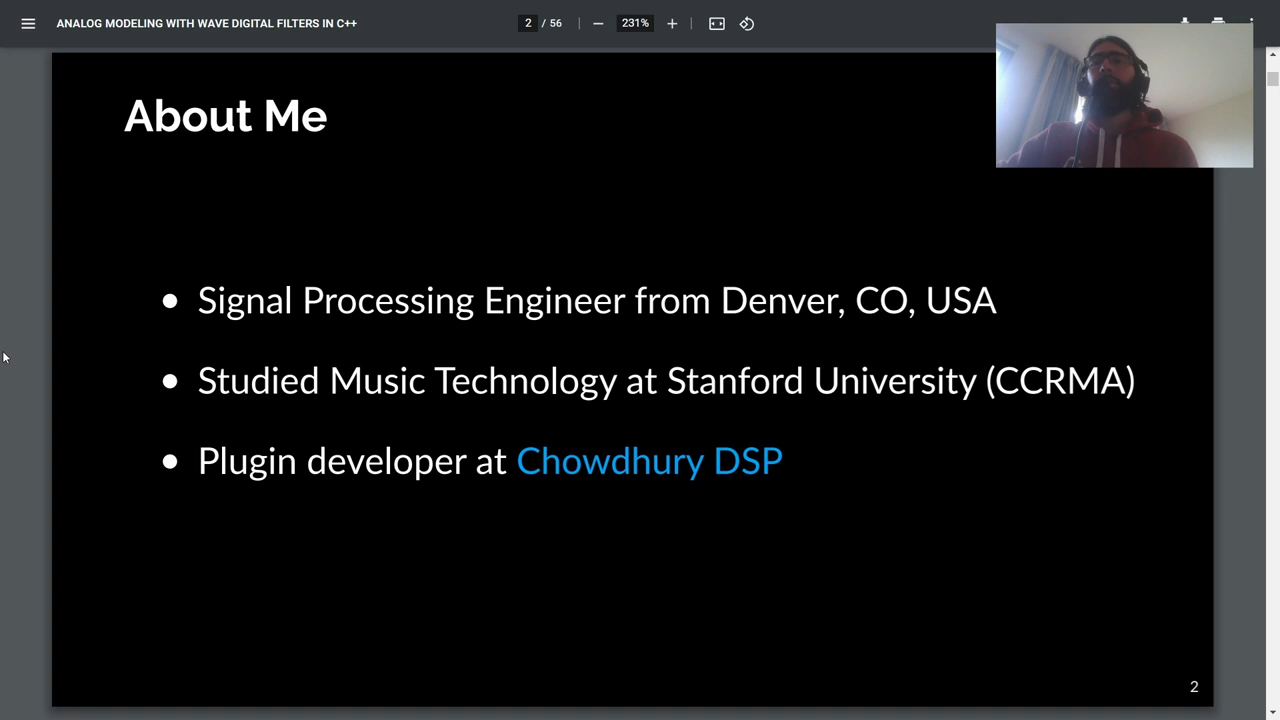 ANALOG MODELING WITH WAVE DIGITAL FILTERS IN C++
2 / 56
231%
About Me
• Signal Processing Engineer from Denver, CO, USA
• Studied Music Technology at Stanford University (CCRMA)
• Plugin developer at Chowdhury DSP
2